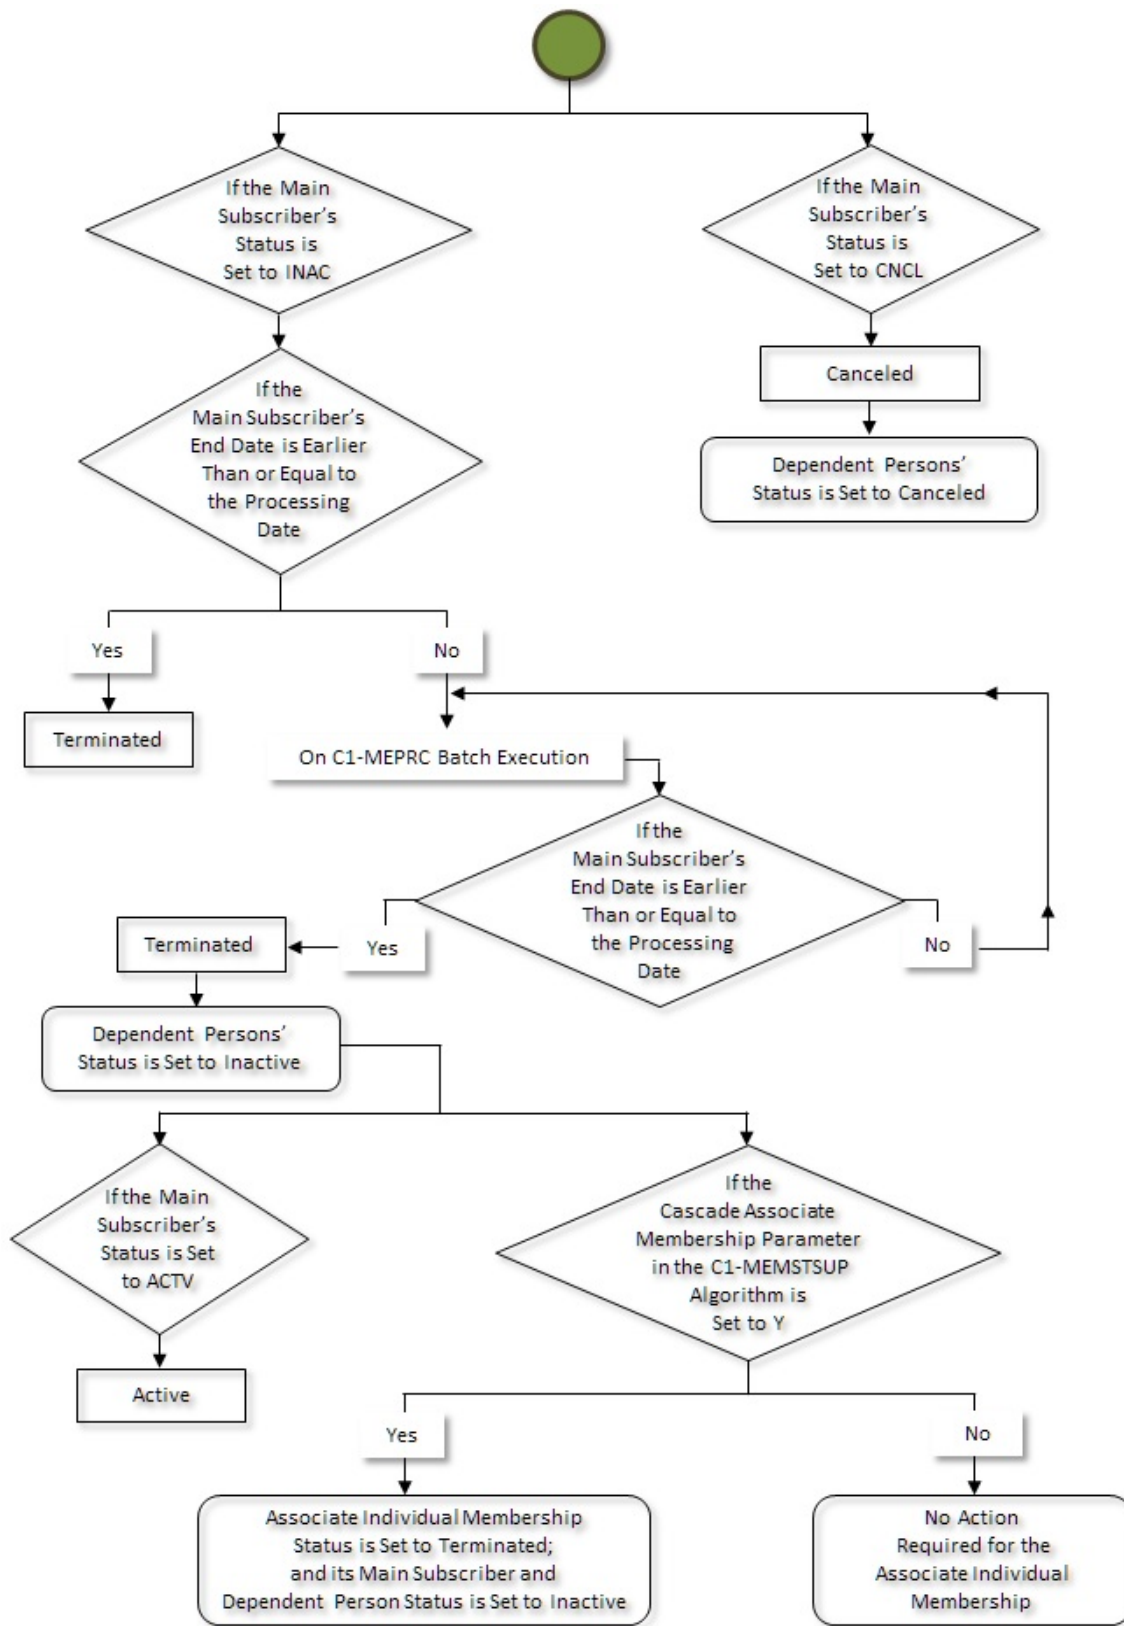 If the Main
Subscriber's
Status is
Set to INAC
If the Main
Subscriber's
Status is
Set to CNCL
Canceled
Dependent Persons'
Status is Set to Canceled
If the
Main Subscriber's
End Date is Earlier
Than or Equal to
the Processing
Date
Yes
No
Terminated
On C1-MEPRC Batch Execution
If the
Main Subscriber's
End Date is Earlier
Than or Equal to
the Processing
Date
Yes
No
Terminated
Dependent Persons'
Status is Set to Inactive
If the Main
Subscriber's
Status is Set
to ACTV
Active
If the
Cascade Associate
Membership Parameter
in the C1-MEMSTSUP
Algorithm is
Set to Y
Yes
No
Associate Individual Membership
Status is Set to Terminated;
and its Main Subscriber and
Dependent Person Status is Set to Inactive
No Action
Required for the
Associate Individual
Membership